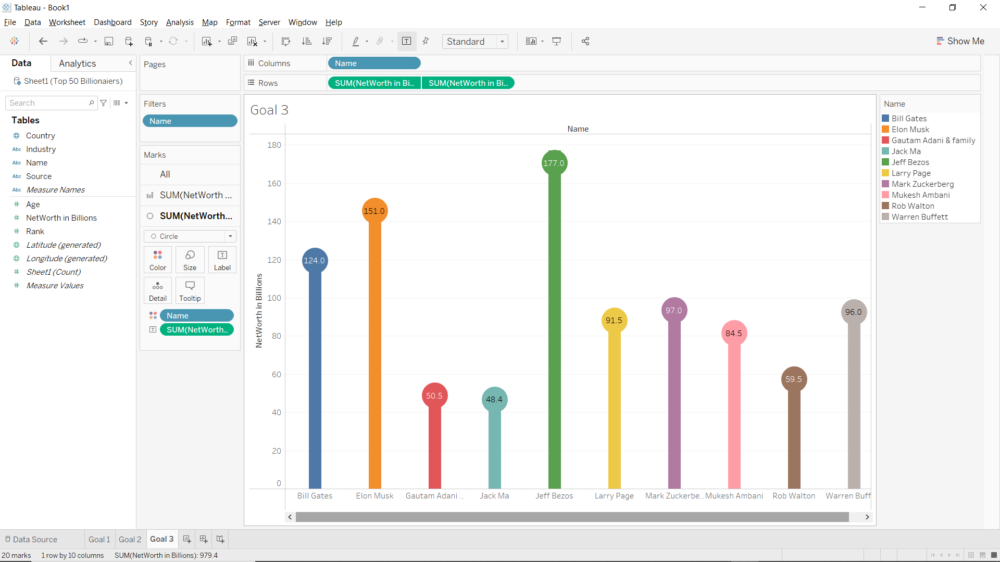 Tableau - Book1
File Data Worksheet Dashboard Story Analysis Map Format Server Window Help
Standard
Show Me
Data Analytics
Sheet1 (Top 50 Billionaiers)
Search
Tables
Country
Abc Industry
Abc Name
Abc Source
Abc Measure Names
Age
NetWorth in Billions
Rank
Latitude (generated)
Longitude (generated)
Sheet1 (Count)
Measure Values
Pages
Filters
Name
Marks
All
SUM(NetWorth ...
SUM(NetWorth...
Circle
Color Size Label
Detail Tooltip
Name
SUM(NetWorth..
Columns Name
Rows SUM(NetWorth in Bi.. SUM(NetWorth in Bi..
Goal 3
Name
NetWorth in Billions
180
160
140
120
100
80
60
40
20
0
124.0
151.0
50.5
48.4
177.0
91.5
97.0
84.5
59.5
96.0
Bill Gates Elon Musk Gautam Adani .. Jack Ma Jeff Bezos Larry Page Mark Zuckerbe.. Mukesh Ambani Rob Walton Warren Buff
Name
Bill Gates
Elon Musk
Gautam Adani & family
Jack Ma
Jeff Bezos
Larry Page
Mark Zuckerberg
Mukesh Ambani
Rob Walton
Warren Buffett
Data Source Goal 1 Goal 2 Goal 3
20 marks 1 row by 10 columns SUM(NetWorth in Billions): 979.4